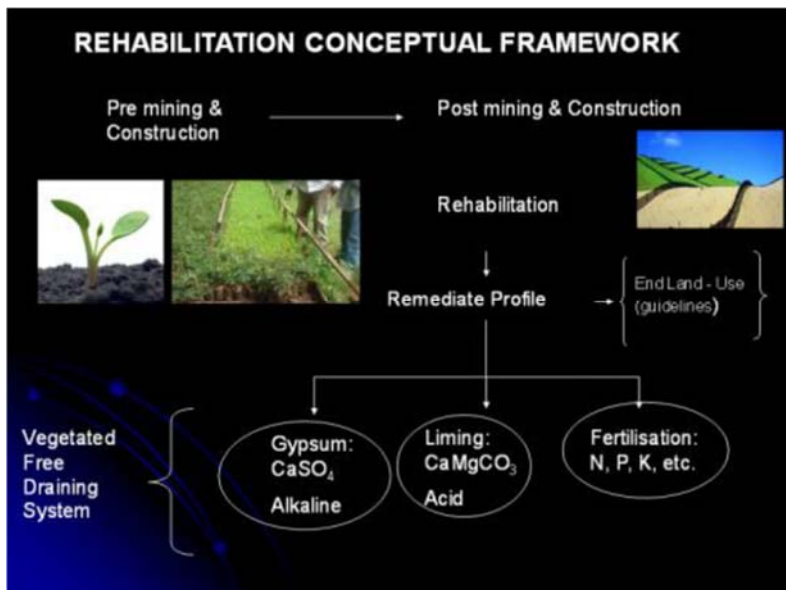 REHABILITATION CONCEPTUAL FRAMEWORK
Pre mining &
Construction
Post mining & Construction
Rehabilitation
Remediate Profile
End Land - Use
(guidelines)
Vegetated
Free
Draining
System
Gypsum:
CaSO₄
Alkaline
Liming:
CaMgCO₃
Acid
Fertilisation:
N, P, K, etc.